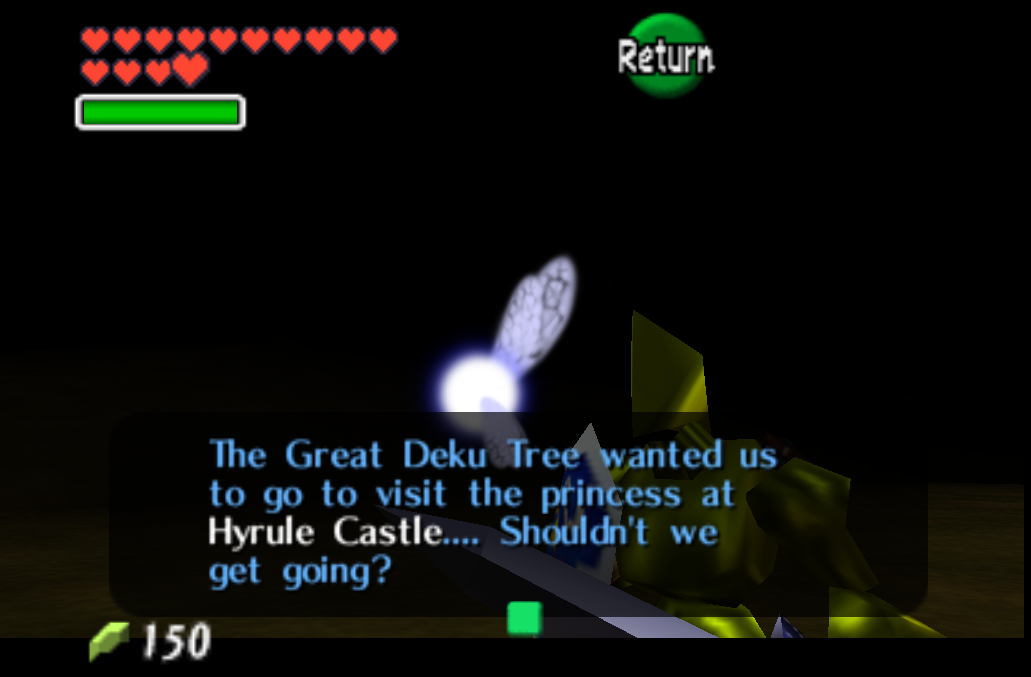 Return
The Great Deku Tree wanted us
to go to visit the princess at
Hyrule Castle.... Shouldn't we
get going?
150